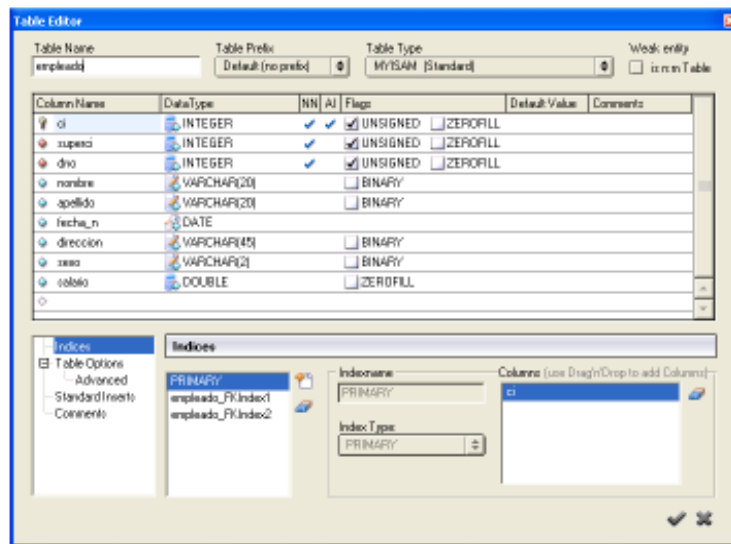 Table Editor
Table Name Table Prefix Table Type Weak entity
empleado Default (no prefix) MYISAM (Standard) is n:m Table
Column Name DataType NN AI Flags Default Value Comments
ci INTEGER UNSIGNED ZEROFILL
superci INTEGER UNSIGNED ZEROFILL
dno INTEGER UNSIGNED ZEROFILL
nombre VARCHAR(20) BINARY
apellido VARCHAR(20) BINARY
fecha_n DATE
direccion VARCHAR(45) BINARY
sexo VARCHAR(2) BINARY
salario DOUBLE ZEROFILL
Indices
Table Options
Advanced
Standard Inserts
Comments
Indices
PRIMARY
empleado_FKIndex1
empleado_FKIndex2
Indexname
PRIMARY
Index Type:
PRIMARY
Columns (use Drag'n'Drop to add Columns)
ci